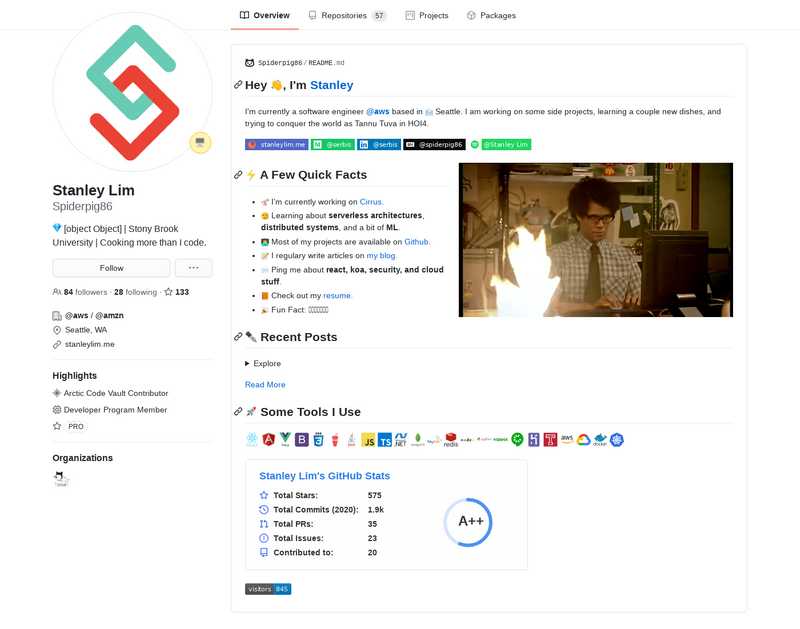 Overview
Repositories 57
Projects
Packages
Stanley Lim
Spiderpig86
[object Object] | Stony Brook
University | Cooking more than I code.
Follow
84 followers · 28 following · 133
@aws / @amzn
Seattle, WA
stanleylim.me
Highlights
Arctic Code Vault Contributor
Developer Program Member
PRO
Organizations
Spiderpig86/README.md
Hey 👋, I'm Stanley
I'm currently a software engineer @aws based in Seattle. I am working on some side projects, learning a couple new dishes, and
trying to conquer the world as Tannu Tuva in HOI4.
stanleylim.me @serbis @serbis @spiderpig86 @Stanley Lim
⚡ A Few Quick Facts
I'm currently working on Cirrus.
Learning about serverless architectures,
distributed systems, and a bit of ML.
Most of my projects are available on Github.
I regulary write articles on my blog.
Ping me about react, koa, security, and cloud
stuff.
Check out my resume.
Fun Fact:
Recent Posts
Explore
Read More
🚀 Some Tools I Use
JS TS .NET redis aws docker
Stanley Lim's GitHub Stats
Total Stars: 575
Total Commits (2020): 1.9k
Total PRs: 35
Total Issues: 23
Contributed to: 20
A++
visitors 845